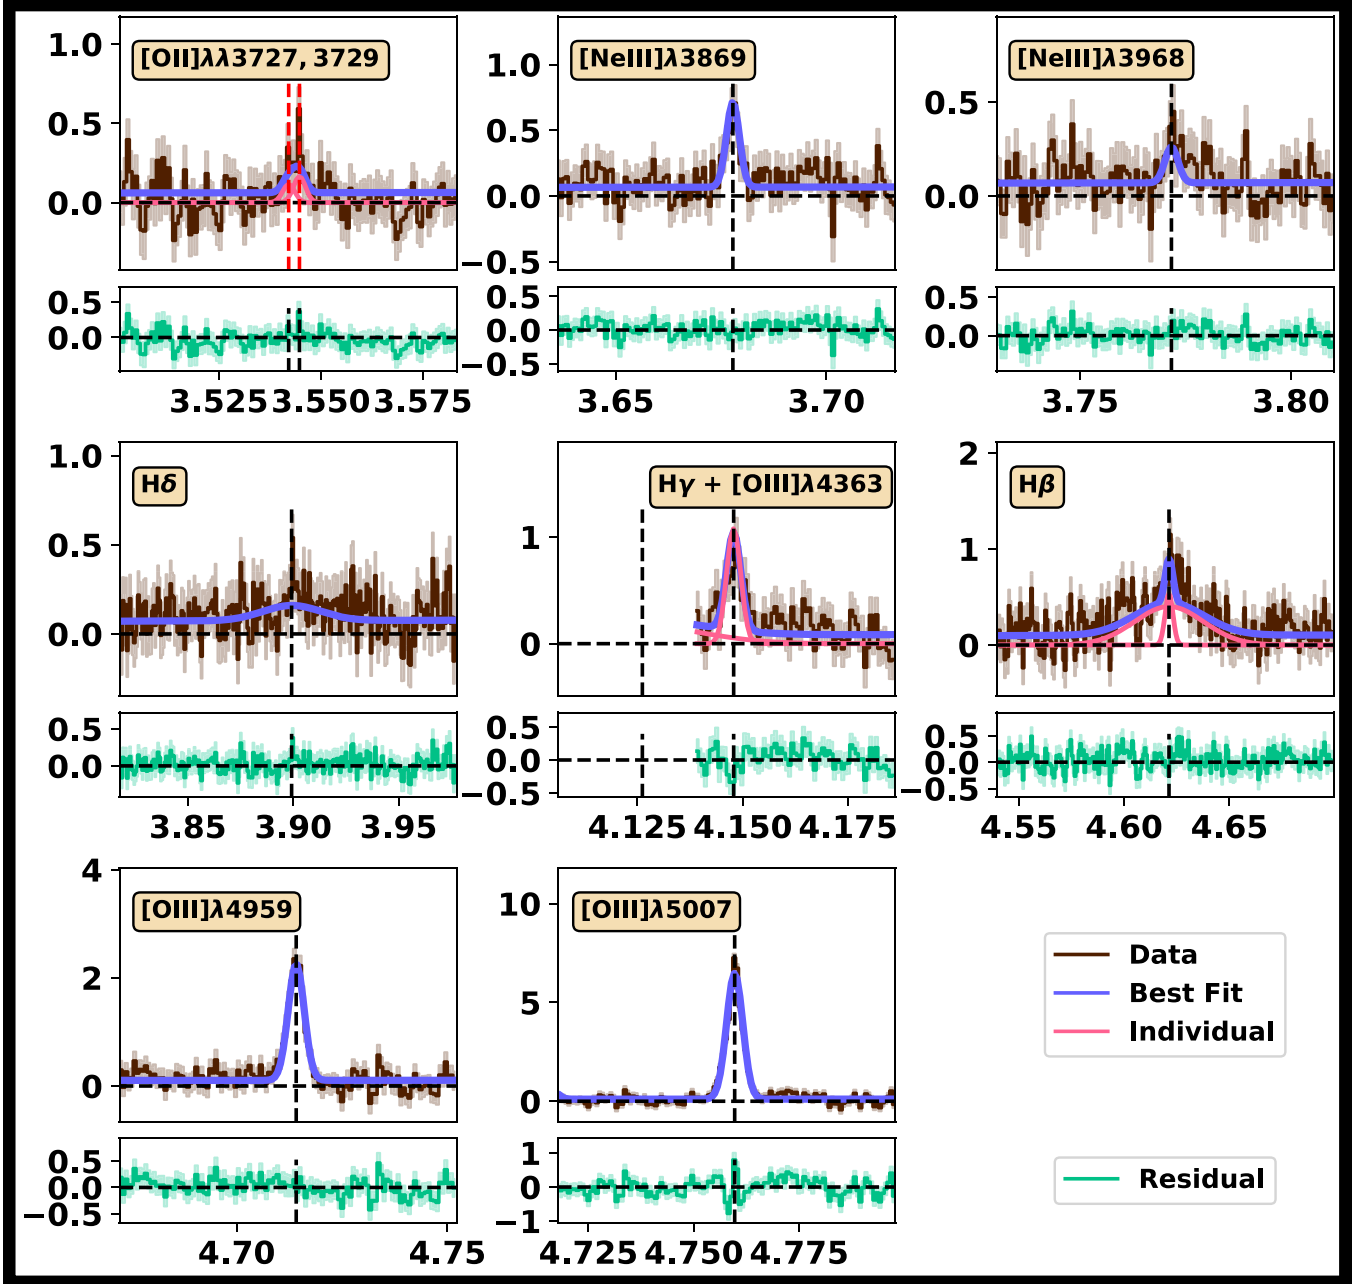 [OII]λλ3727, 3729
1.0
0.5
0.0
0.5
0.0
3.525 3.550 3.575
[NeIII]λ3869
1.0
0.5
0.0
−0.5
0.5
0.0
−0.5
3.65 3.70
[NeIII]λ3968
0.5
0.0
0.5
0.0
3.75 3.80
Hδ
1.0
0.5
0.0
0.5
0.0
3.85 3.90 3.95
Hγ + [OIII]λ4363
1
0
0.5
0.0
−0.5
4.125 4.150 4.175
Hβ
2
1
0
0.5
0.0
−0.5
4.55 4.60 4.65
[OIII]λ4959
4
2
0
0.5
0.0
−0.5
4.70 4.75
[OIII]λ5007
10
5
0
1
0
−1
4.725 4.750 4.775
Data
Best Fit
Individual
Residual